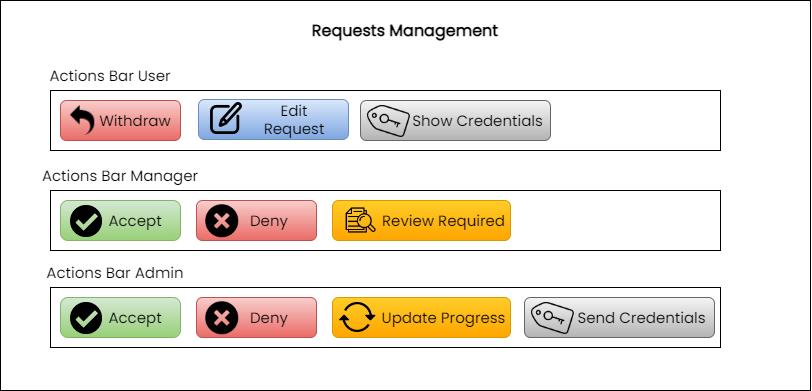 Requests Management
Actions Bar User
Withdraw
Edit
Request
Show Credentials
Actions Bar Manager
Accept
Deny
Review Required
Actions Bar Admin
Accept
Deny
Update Progress
Send Credentials